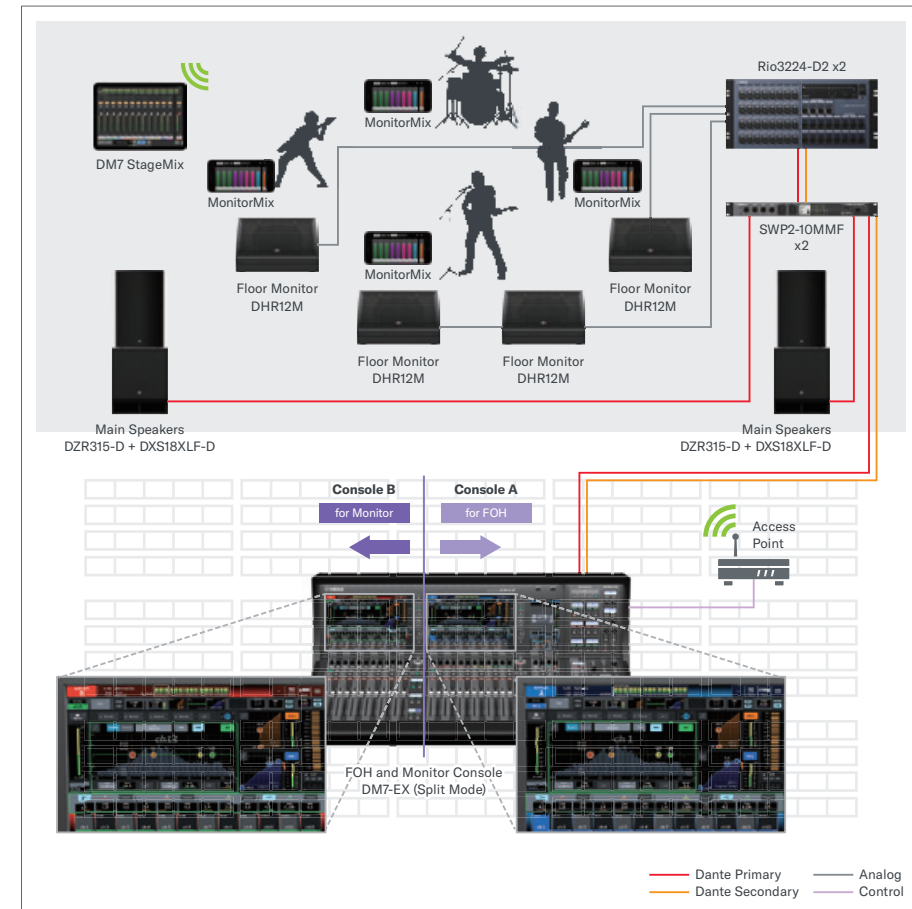 Rio3224-D2 x2
MonitorMix
DM7 StageMix
MonitorMix
MonitorMix
SWP2-10MMF
x2
MonitorMix
Floor Monitor
DHR12M
Floor Monitor
DHR12M
Floor Monitor
DHR12M
Floor Monitor
DHR12M
Main Speakers
DZR315-D + DXS18XLF-D
Main Speakers
DZR315-D + DXS18XLF-D
Console B
for Monitor
Console A
for FOH
Access
Point
FOH and Monitor Console
DM7-EX (Split Mode)
Dante Primary
Dante Secondary
Analog
Control